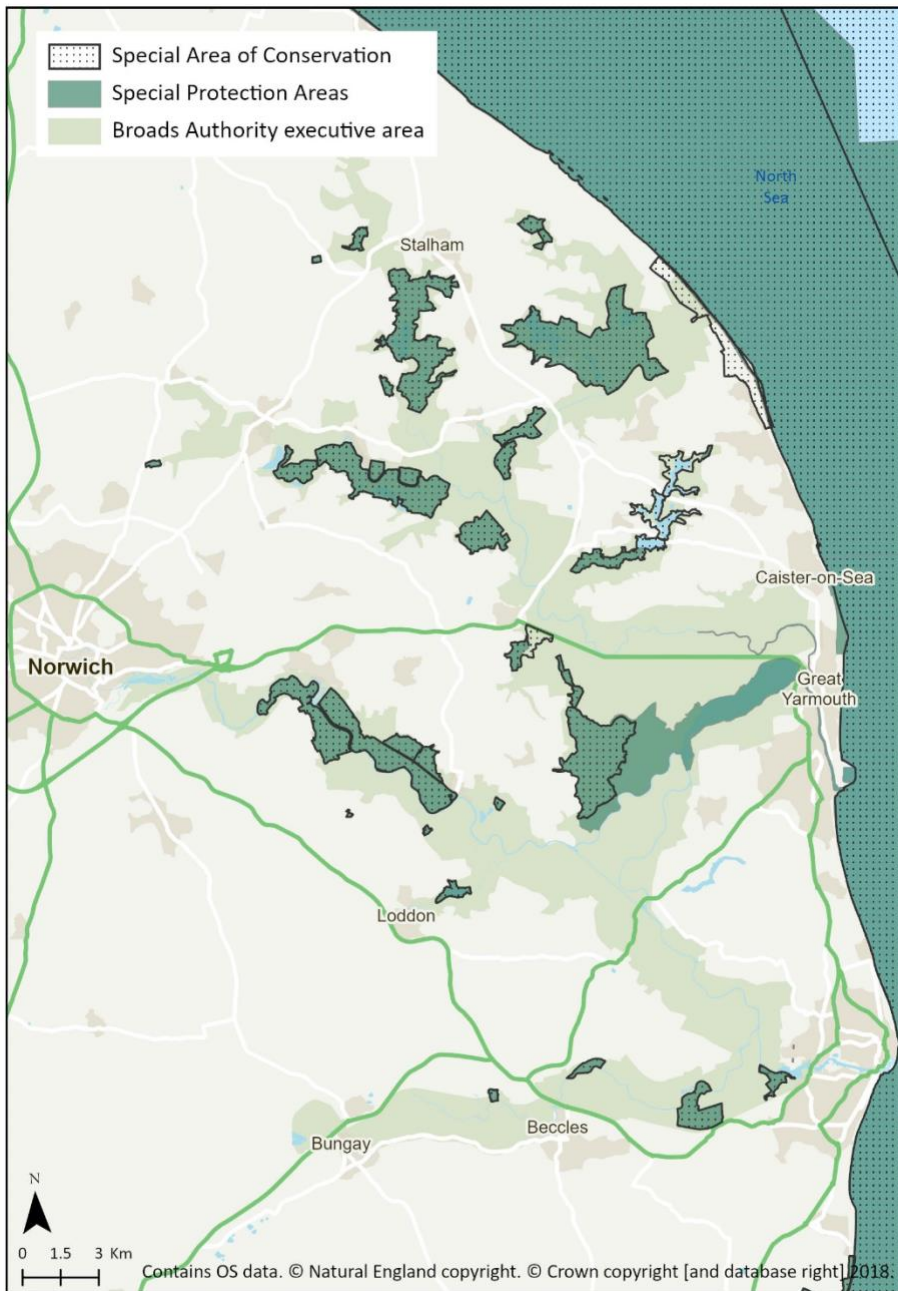 Special Area of Conservation
Special Protection Areas
Broads Authority executive area
North
Sea
Stalham
Caister-on-Sea
Norwich
Great
Yarmouth
Loddon
Beccles
Bungay
N
0 1.5 3 Km
Contains OS data. © Natural England copyright. © Crown copyright [and database right] 2018.